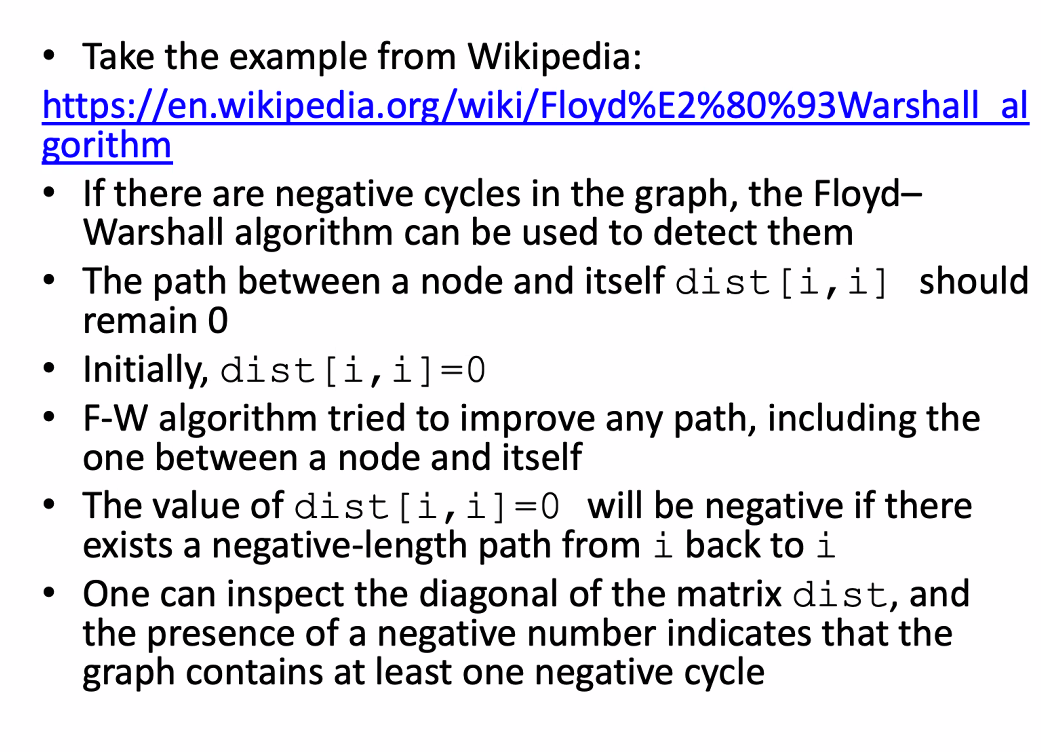 • Take the example from Wikipedia:
https://en.wikipedia.org/wiki/Floyd%E2%80%93Warshall_al
gorithm
• If there are negative cycles in the graph, the Floyd–
Warshall algorithm can be used to detect them
• The path between a node and itself dist[i,i] should
remain 0
• Initially, dist[i,i]=0
• F-W algorithm tried to improve any path, including the
one between a node and itself
• The value of dist[i,i]=0 will be negative if there
exists a negative-length path from i back to i
• One can inspect the diagonal of the matrix dist, and
the presence of a negative number indicates that the
graph contains at least one negative cycle